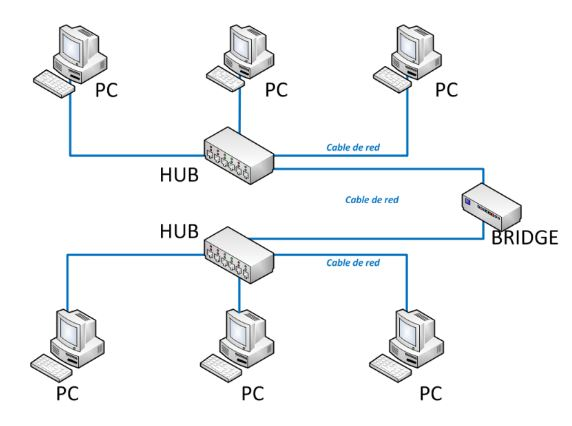 PC
PC
PC
Cable de red
HUB
Cable de red
HUB
BRIDGE
Cable de red
PC
PC
PC